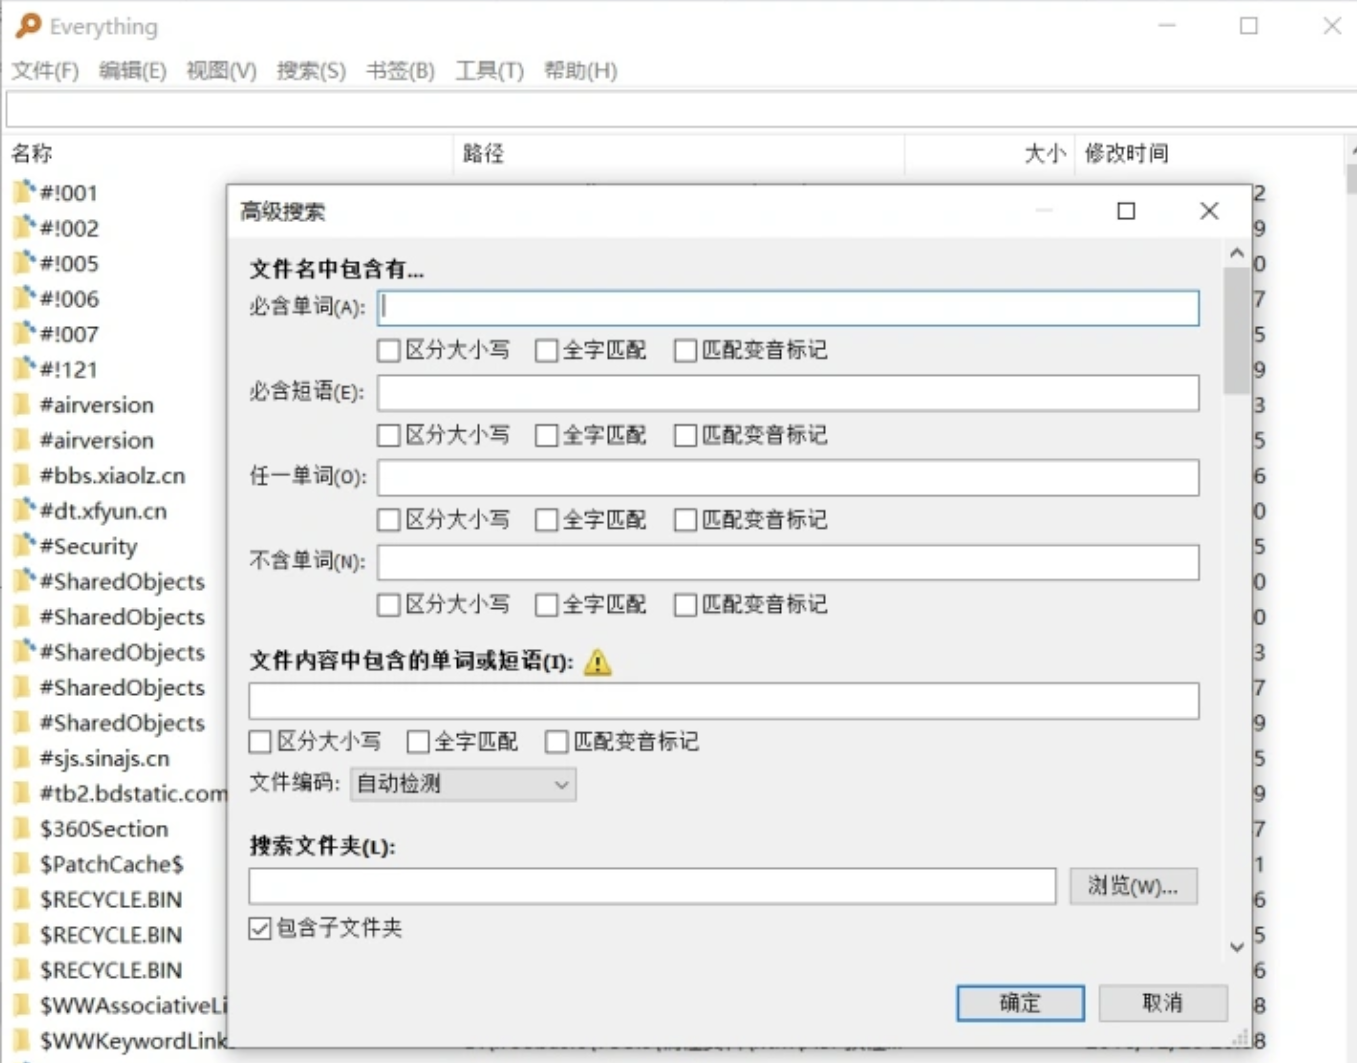 Everything
文件(F) 编辑(E) 视图(V) 搜索(S) 书签(B) 工具(T) 帮助(H)
名称 路径 大小 修改时间
#!001
#!002
#!005
#!006
#!007
#!121
#airversion
#airversion
#bbs.xiaolz.cn
#dt.xfyun.cn
#Security
#SharedObjects
#SharedObjects
#SharedObjects
#SharedObjects
#SharedObjects
#sjs.sinajs.cn
#tb2.bdstatic.com
$360Section
$PatchCache$
$RECYCLE.BIN
$RECYCLE.BIN
$RECYCLE.BIN
$WWAssociativeLi
$WWKeywordLink
高级搜索
文件名中包含有...
必含单词(A):
区分大小写 全字匹配 匹配变音标记
必含短语(E):
区分大小写 全字匹配 匹配变音标记
任一单词(O):
区分大小写 全字匹配 匹配变音标记
不含单词(N):
区分大小写 全字匹配 匹配变音标记
文件内容中包含的单词或短语(I):
区分大小写 全字匹配 匹配变音标记
文件编码: 自动检测
搜索文件夹(L):
浏览(W)...
包含子文件夹
确定 取消
2
9
0
7
5
9
3
5
6
0
5
0
0
3
7
9
5
9
7
1
6
5
6
8
8